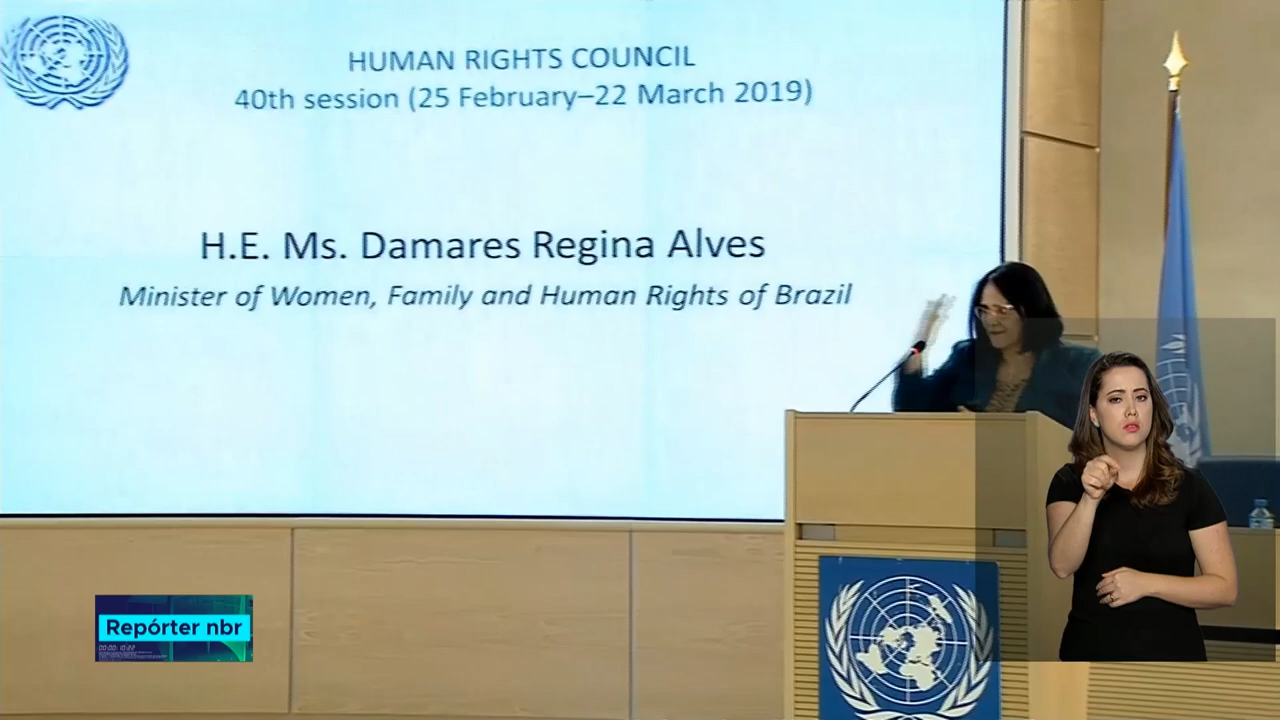 HUMAN RIGHTS COUNCIL
40th session (25 February–22 March 2019)
H.E. Ms. Damares Regina Alves
Minister of Women, Family and Human Rights of Brazil
Repórter nbr